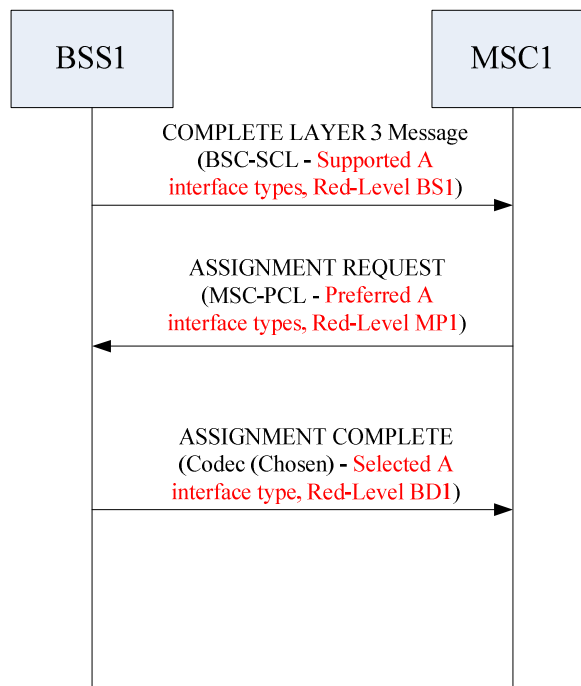 BSS1
MSC1
COMPLETE LAYER 3 Message
(BSC-SCL - Supported A
interface types, Red-Level BS1)
ASSIGNMENT REQUEST
(MSC-PCL - Preferred A
interface types, Red-Level MP1)
ASSIGNMENT COMPLETE
(Codec (Chosen) - Selected A
interface type, Red-Level BD1)